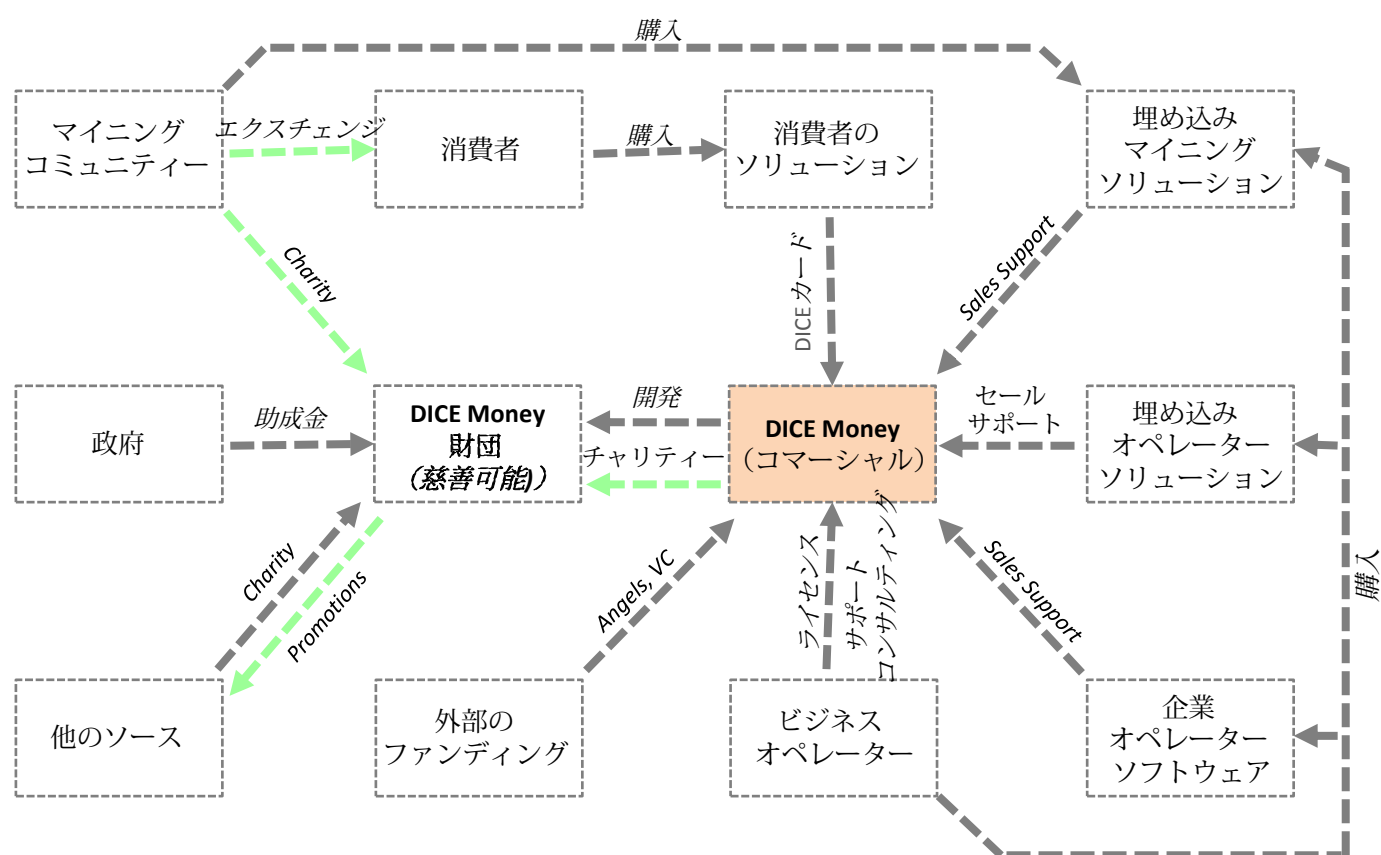 購入
マイニング
コミュニティー
エクスチェンジ
消費者
購入
消費者の
ソリューション
埋め込み
マイニング
ソリューション
Charity
DICEカード
Sales Support
政府
助成金
DICE Money
財団
（慈善可能)）
開発
チャリティー
DICE Money
（コマーシャル）
セール
サポート
埋め込み
オペレーター
ソリューション
Charity
Promotions
Angels, VC
ライセンス
サポート
コンサルティング
Sales Support
購入
他のソース
外部の
ファンディング
ビジネス
オペレーター
企業
オペレーター
ソフトウェア